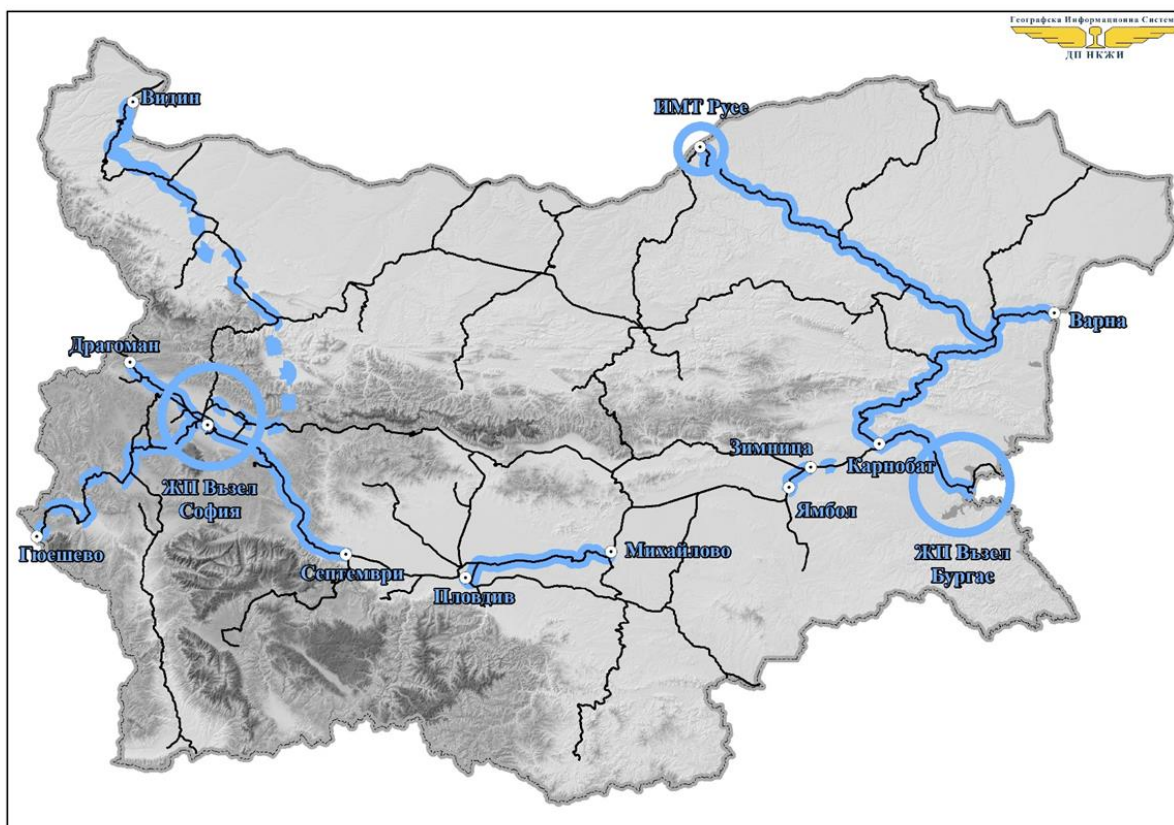 Географска Информационна Систем
ДП НКЖИ
Видин
ИМТ Русе
Варна
Драгоман
Зимница
Карнобат
ЖП Възел
София
Ямбол
Гюешево
Септември
Михайлово
Пловдив
ЖП Възел
Бургас